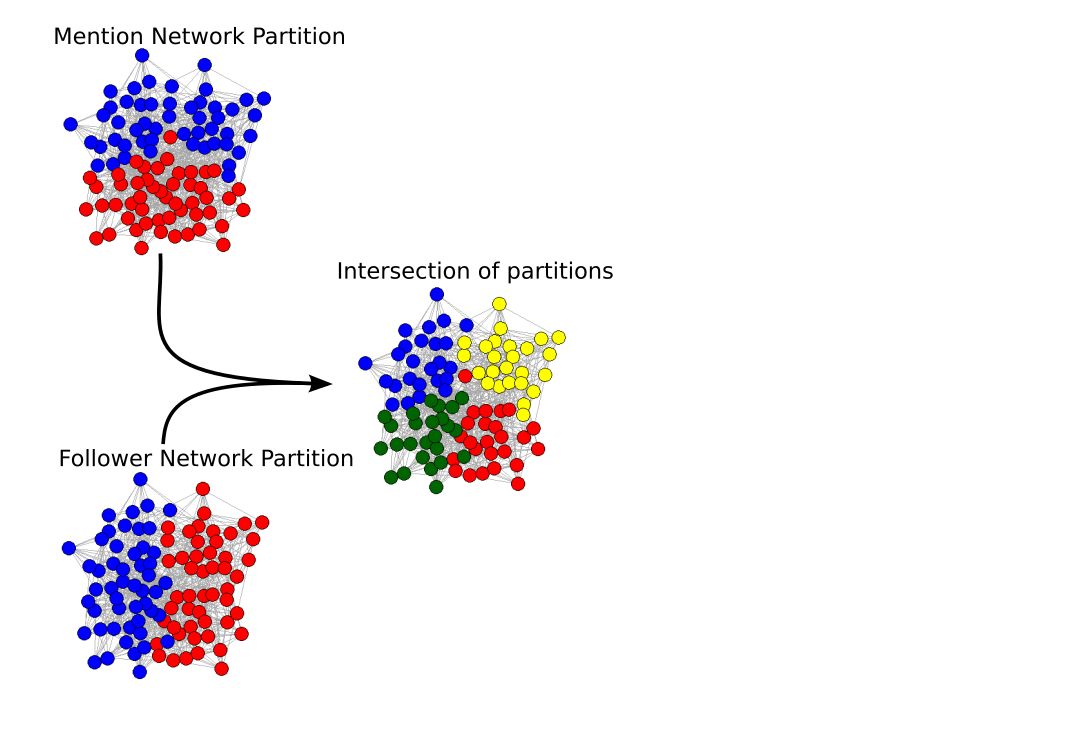 Mention Network Partition
Intersection of partitions
Follower Network Partition